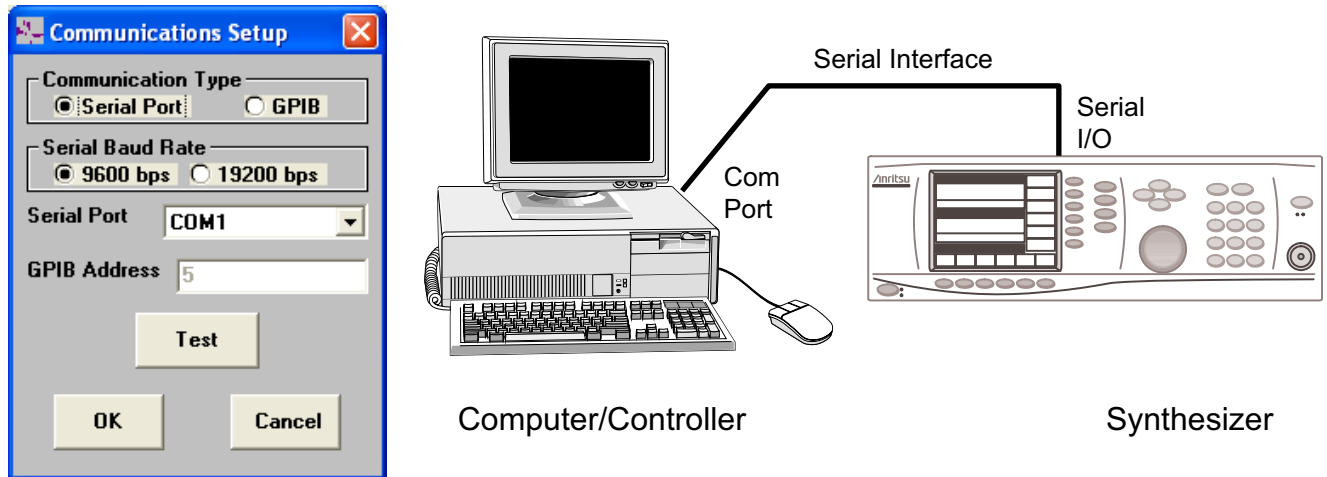 Communications Setup
Communication Type
Serial Port GPIB
Serial Baud Rate
9600 bps 19200 bps
Serial Port COM1
GPIB Address 5
Test
OK Cancel
Serial Interface
Serial
I/O
Com
Port
Anritsu
Computer/Controller
Synthesizer